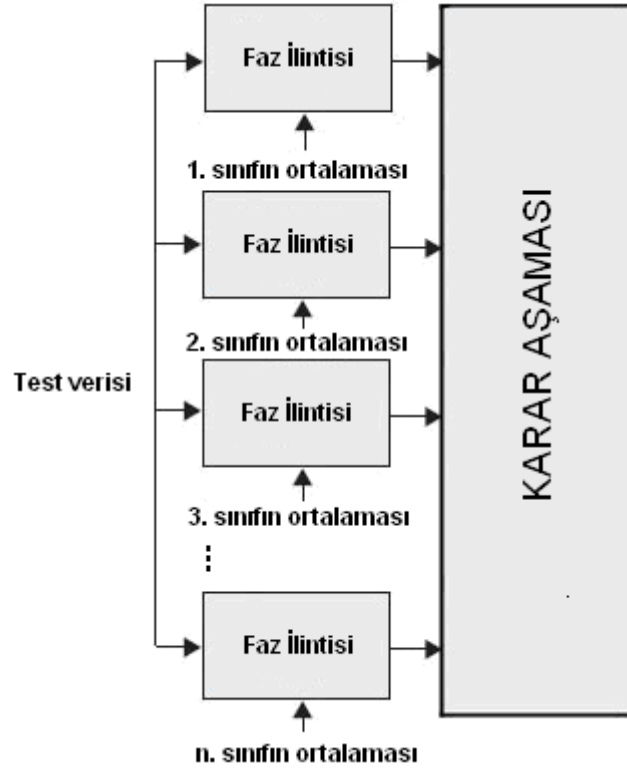 Faz İlintisi
1. sınıfın ortalaması
Faz İlintisi
2. sınıfın ortalaması
Test verisi
Faz İlintisi
3. sınıfın ortalaması
⋮
Faz İlintisi
n. sınıfın ortalaması
KARAR AŞAMASI